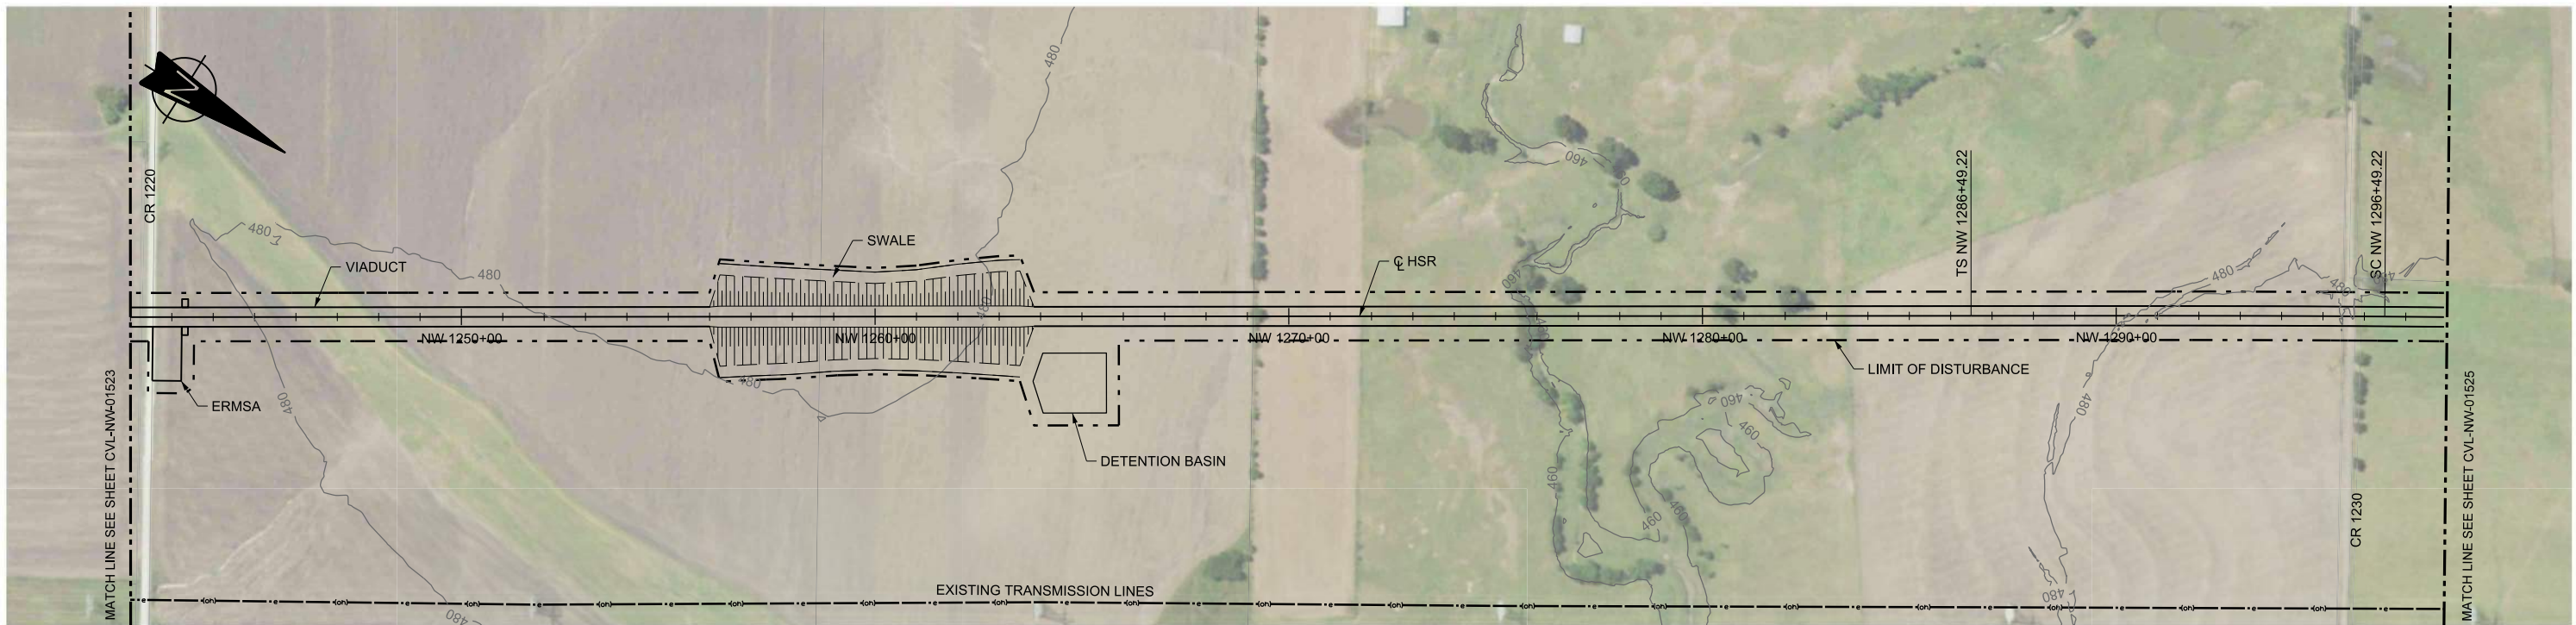 N
480
CR 1220
480
SWALE
VIADUCT
480
480
℄ HSR
460
460
460
TS NW 1286+49.22
SC NW 1296+49.22
480
480
NW 1250+00
NW 1260+00
NW 1270+00
NW 1280+00
NW 1290+00
480
480
ERMSA
LIMIT OF DISTURBANCE
460
460
480
DETENTION BASIN
460
460
460
CR 1230
MATCH LINE SEE SHEET CVL-NW-01523
MATCH LINE SEE SHEET CVL-NW-01525
EXISTING TRANSMISSION LINES
480
480